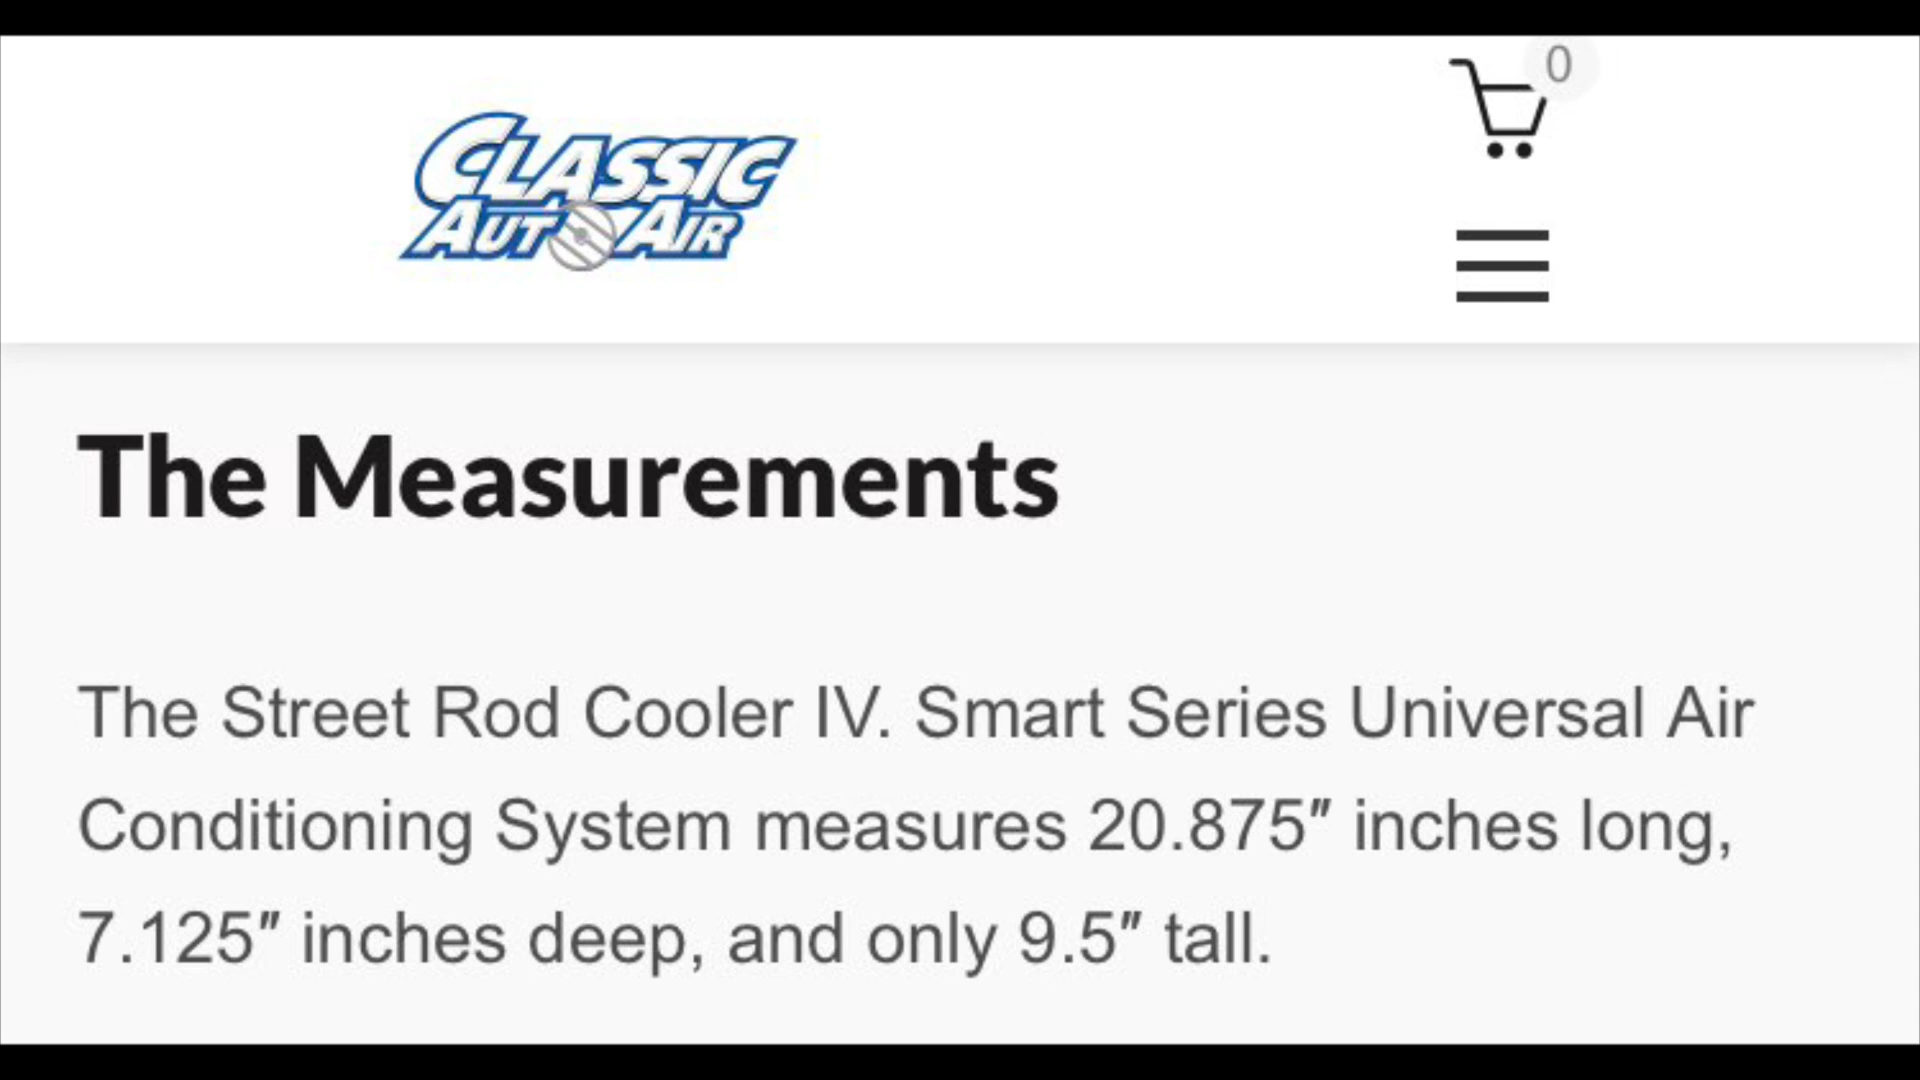 0
CLASSIC
AUTO AIR
The Measurements
The Street Rod Cooler IV. Smart Series Universal Air
Conditioning System measures 20.875″ inches long,
7.125″ inches deep, and only 9.5″ tall.